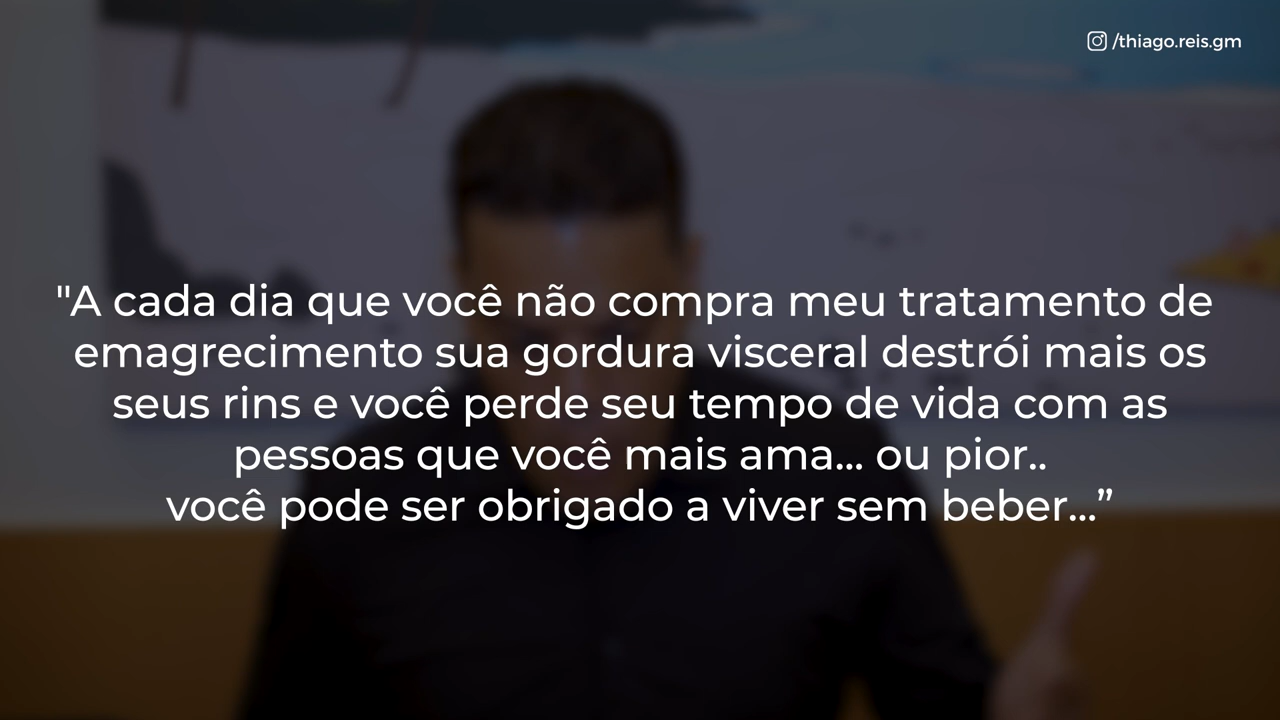 /thiago.reis.gm
"A cada dia que você não compra meu tratamento de
emagrecimento sua gordura visceral destrói mais os
seus rins e você perde seu tempo de vida com as
pessoas que você mais ama... ou pior..
você pode ser obrigado a viver sem beber...”